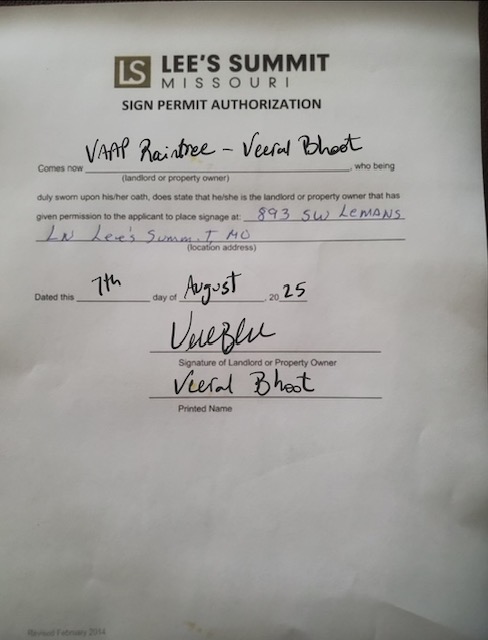 LS LEE'S SUMMIT
MISSOURI
SIGN PERMIT AUTHORIZATION
Comes now VAAP Raintree - Veeral Bhoot, who being
(landlord or property owner)
duly sworn upon his/her oath, does state that he/she is the landlord or property owner that has
given permission to the applicant to place signage at: 893 SW LeMANS
LN Lee's Summit, MO
(location address)
Dated this 7th day of August, 20 25
Signature of Landlord or Property Owner
Veeral Bhoot
Printed Name
Revised February 2014